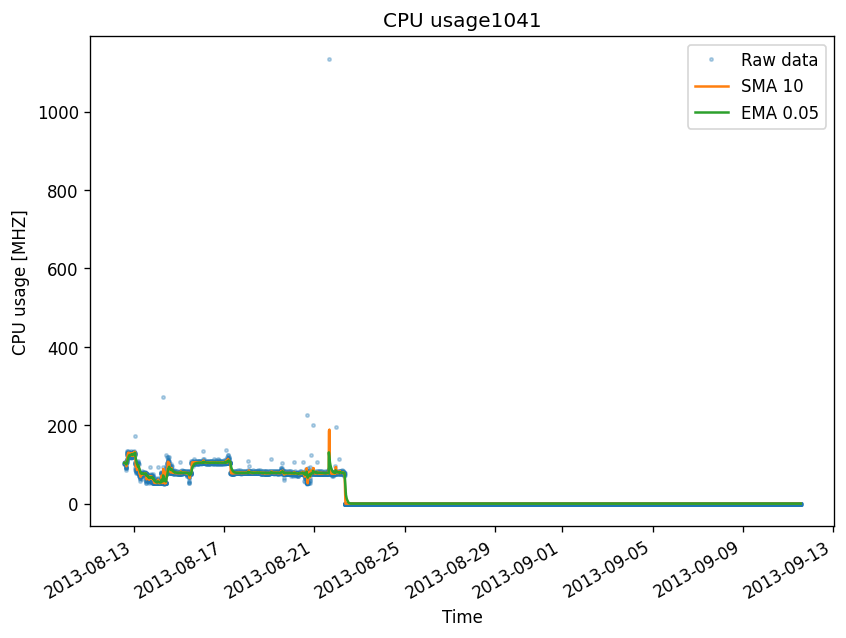 CPU usage1041
Raw data
SMA 10
EMA 0.05
CPU usage [MHZ]
1000
800
600
400
200
0
2013-08-13
2013-08-17
2013-08-21
2013-08-25
2013-08-29
2013-09-01
2013-09-05
2013-09-09
2013-09-13
Time